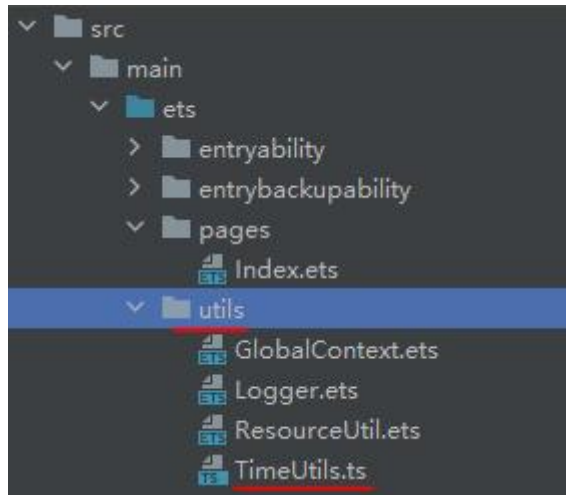 src
main
ets
entryability
entrybackupability
pages
Index.ets
utils
GlobalContext.ets
Logger.ets
ResourceUtil.ets
TimeUtils.ts